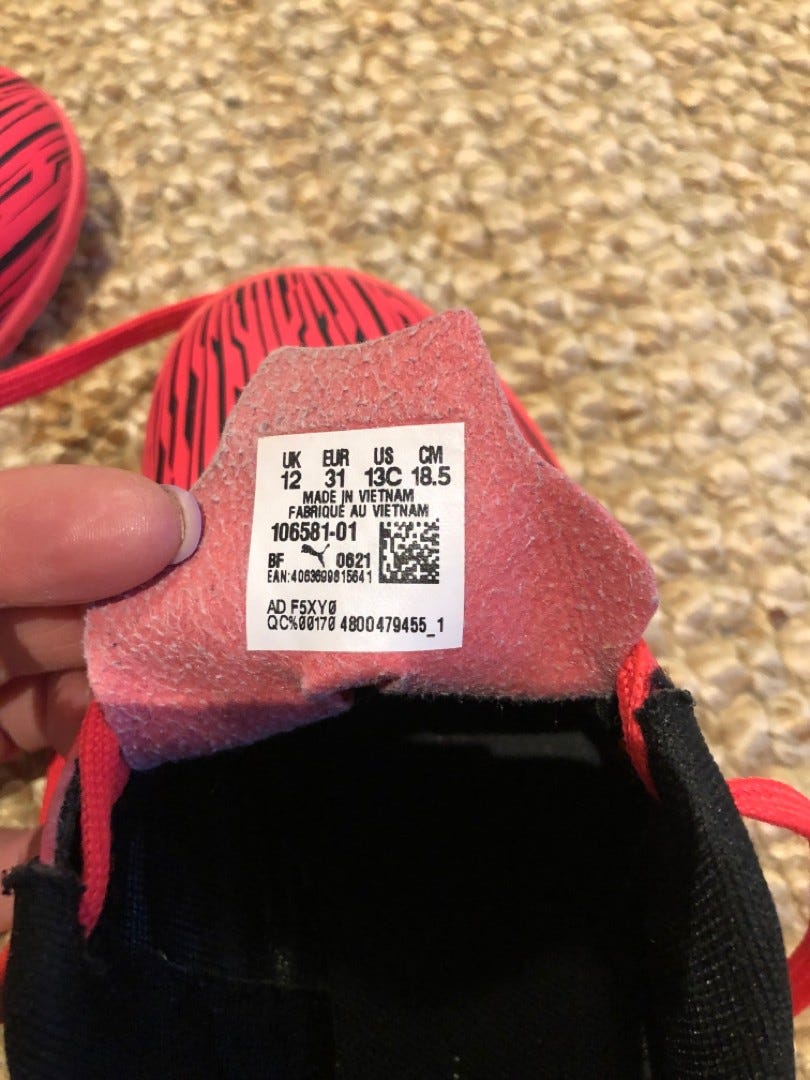 UK EUR US CM
12 31 13C 18.5
MADE IN VIETNAM
FABRIQUÉ AU VIETNAM
106581-01
BF 0621
EAN:4063699815641
AD F5XY0
QC%00170 4800479455_1